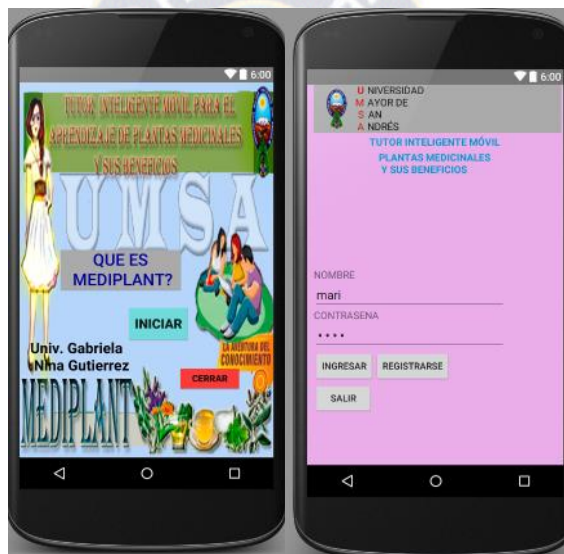 6:00
TUTOR INTELIGENTE MOVIL PARA EL
APRENDIZAJE DE PLANTAS MEDICINALES
Y SUS BENEFICIOS
UMSA
QUE ES
MEDIPLANT?
INICIAR
Univ. Gabriela
Nina Gutierrez
LA AVENTURA DEL
CONOCIMIENTO
CERRAR
MEDIPLANT
6:00
U NIVERSIDAD
M AYOR DE
S AN
A NDRÉS
TUTOR INTELIGENTE MÓVIL
PLANTAS MEDICINALES
Y SUS BENEFICIOS
NOMBRE
mari
CONTRASENA
••••
INGRESAR
REGISTRARSE
SALIR